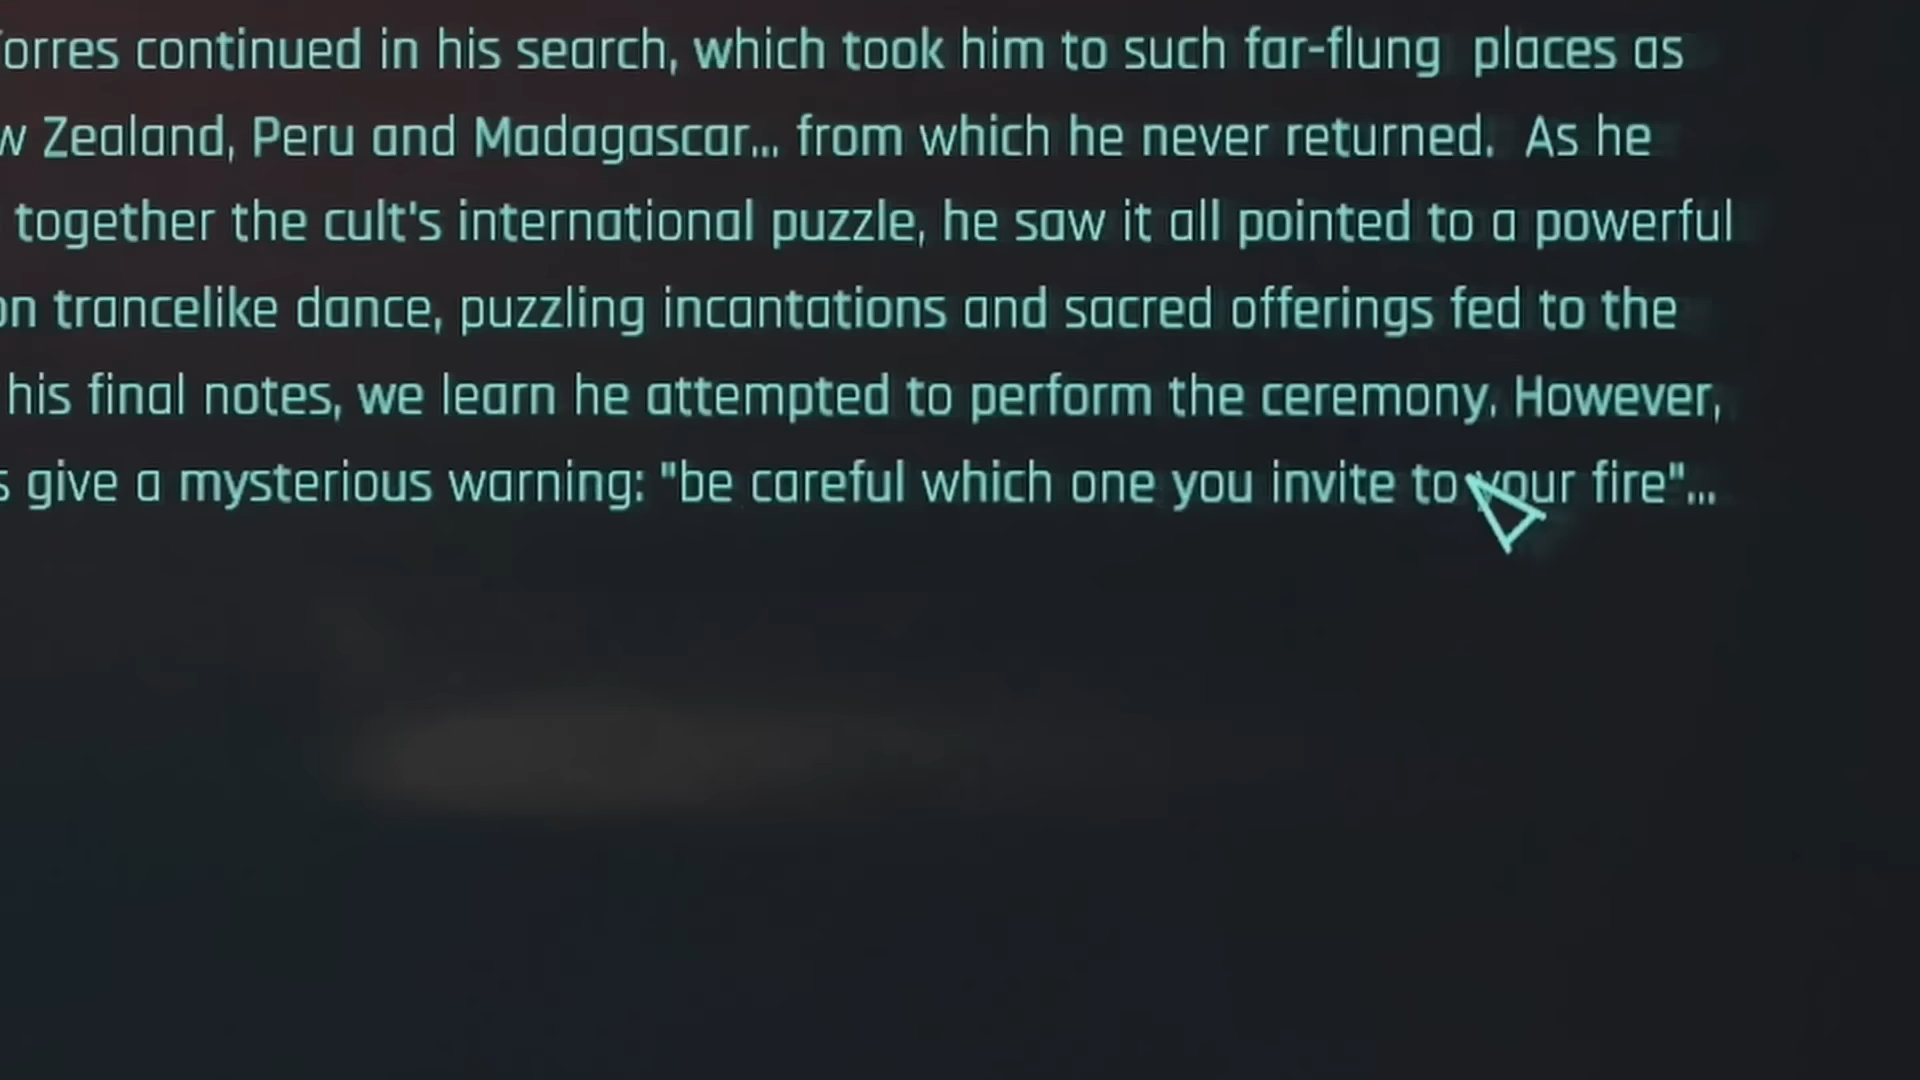 orres continued in his search, which took him to such far-flung places as
w Zealand, Peru and Madagascar... from which he never returned. As he
together the cult's international puzzle, he saw it all pointed to a powerful
on trancelike dance, puzzling incantations and sacred offerings fed to the
his final notes, we learn he attempted to perform the ceremony. However,
s give a mysterious warning: "be careful which one you invite to your fire"...